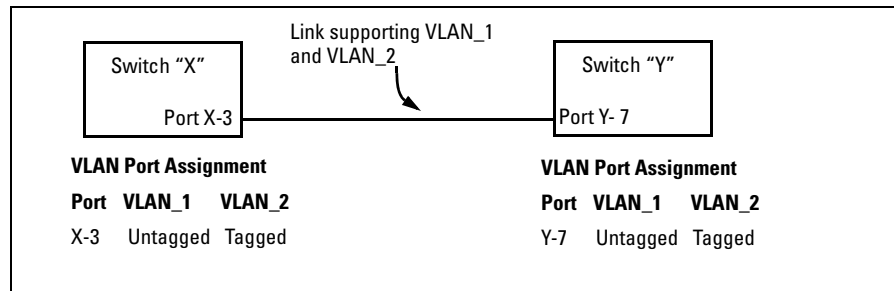 Link supporting VLAN_1
and VLAN_2
Switch “X”
Port X-3
Switch “Y”
Port Y- 7
VLAN Port Assignment
Port VLAN_1 VLAN_2
X-3 Untagged Tagged
VLAN Port Assignment
Port VLAN_1 VLAN_2
Y-7 Untagged Tagged